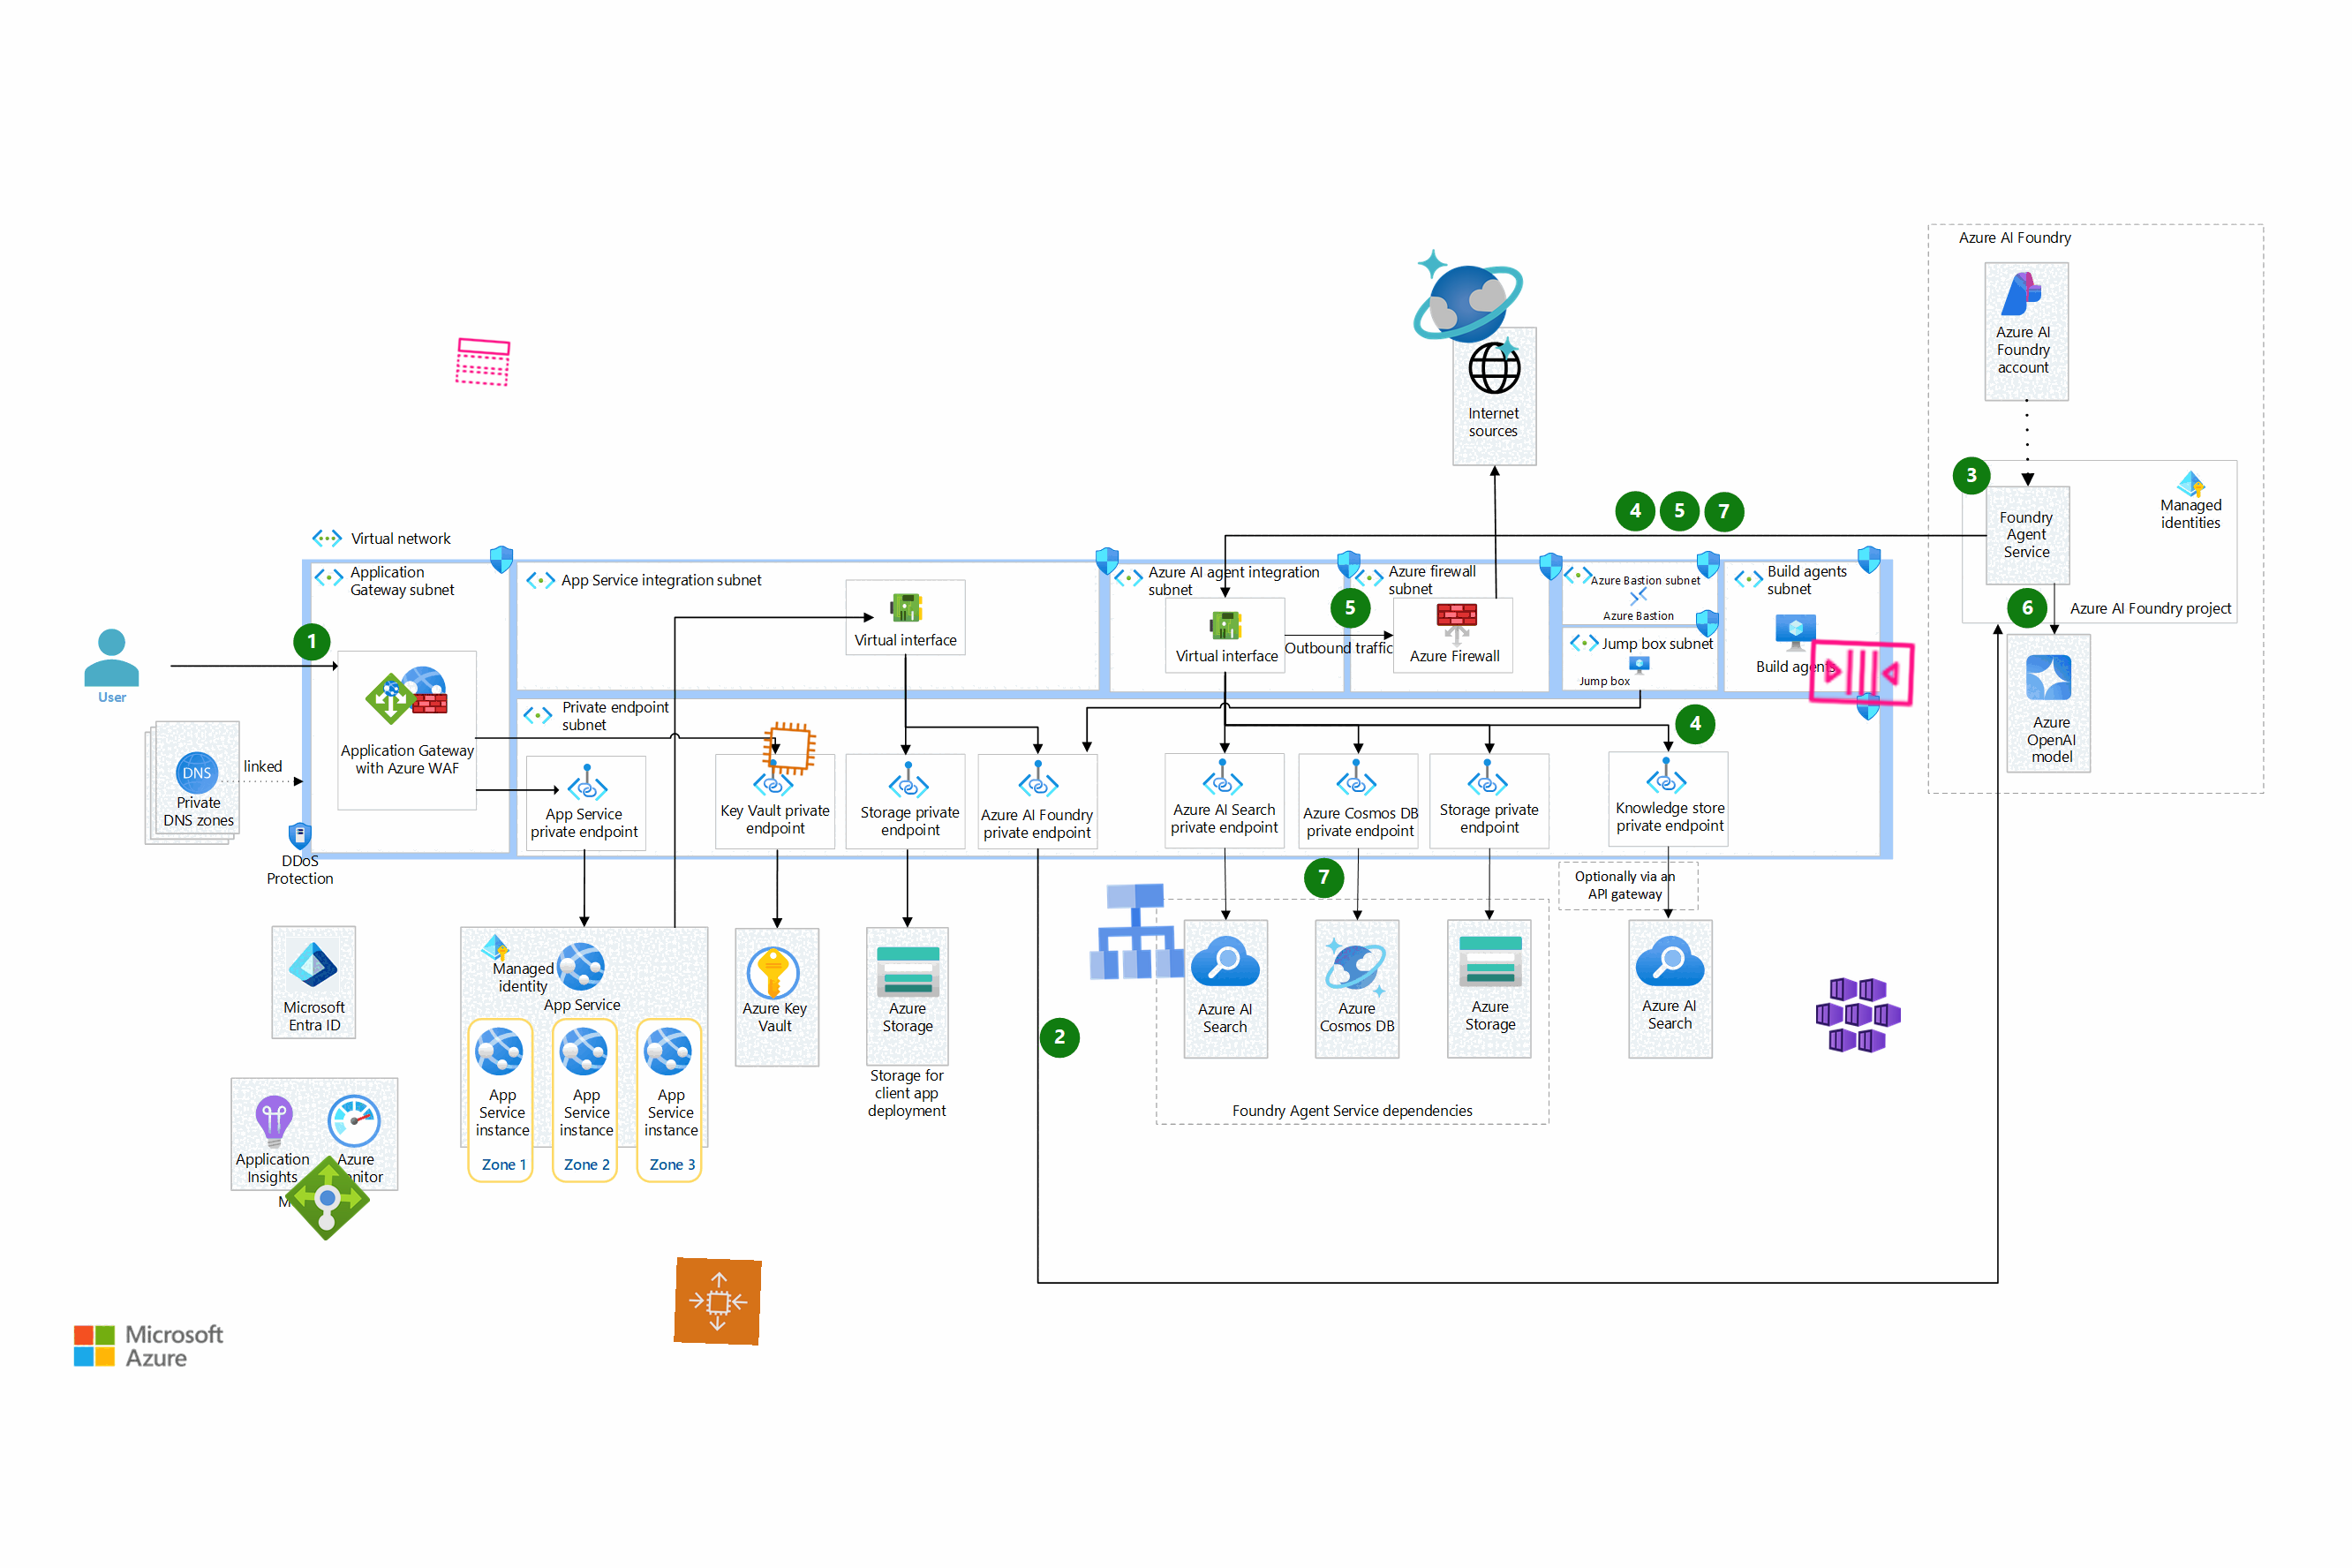 Azure AI Foundry
Azure AI
Foundry
account
Internet
sources
3
Managed
identities
4
5
7
Foundry
Agent
Service
Virtual network
Application
Gateway subnet
App Service integration subnet
Azure AI agent integration
subnet
Azure firewall
subnet
Azure Bastion subnet
Azure Bastion
Build agents
subnet
1
Virtual interface
Virtual interface
5
Outbound traffic
Azure Firewall
Jump box subnet
Jump box
Build agents
6
Azure AI Foundry project
User
Application Gateway
with Azure WAF
Private endpoint
subnet
4
Azure
OpenAI
model
DNS
linked
Private
DNS zones
App Service
private endpoint
Key Vault private
endpoint
Storage private
endpoint
Azure AI Foundry
private endpoint
Azure AI Search
private endpoint
Azure Cosmos DB
private endpoint
Storage private
endpoint
Knowledge store
private endpoint
DDoS
Protection
7
Optionally via an
API gateway
Microsoft
Entra ID
Managed
identity
App Service
Azure Key
Vault
Azure
Storage
Storage for
client app
deployment
2
Azure AI
Search
Azure
Cosmos DB
Azure
Storage
Azure AI
Search
Foundry Agent Service dependencies
App
Service
instance
App
Service
instance
App
Service
instance
Zone 1
Zone 2
Zone 3
Application
Insights
Azure
Microsoft
Azure